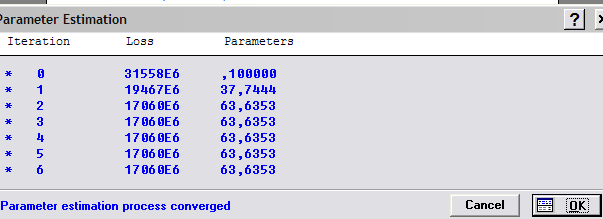 Parameter Estimation
?
Iteration Loss Parameters
* 0 31558E6 ,100000
* 1 19467E6 37,7444
* 2 17060E6 63,6353
* 3 17060E6 63,6353
* 4 17060E6 63,6353
* 5 17060E6 63,6353
* 6 17060E6 63,6353
Parameter estimation process converged
Cancel
OK